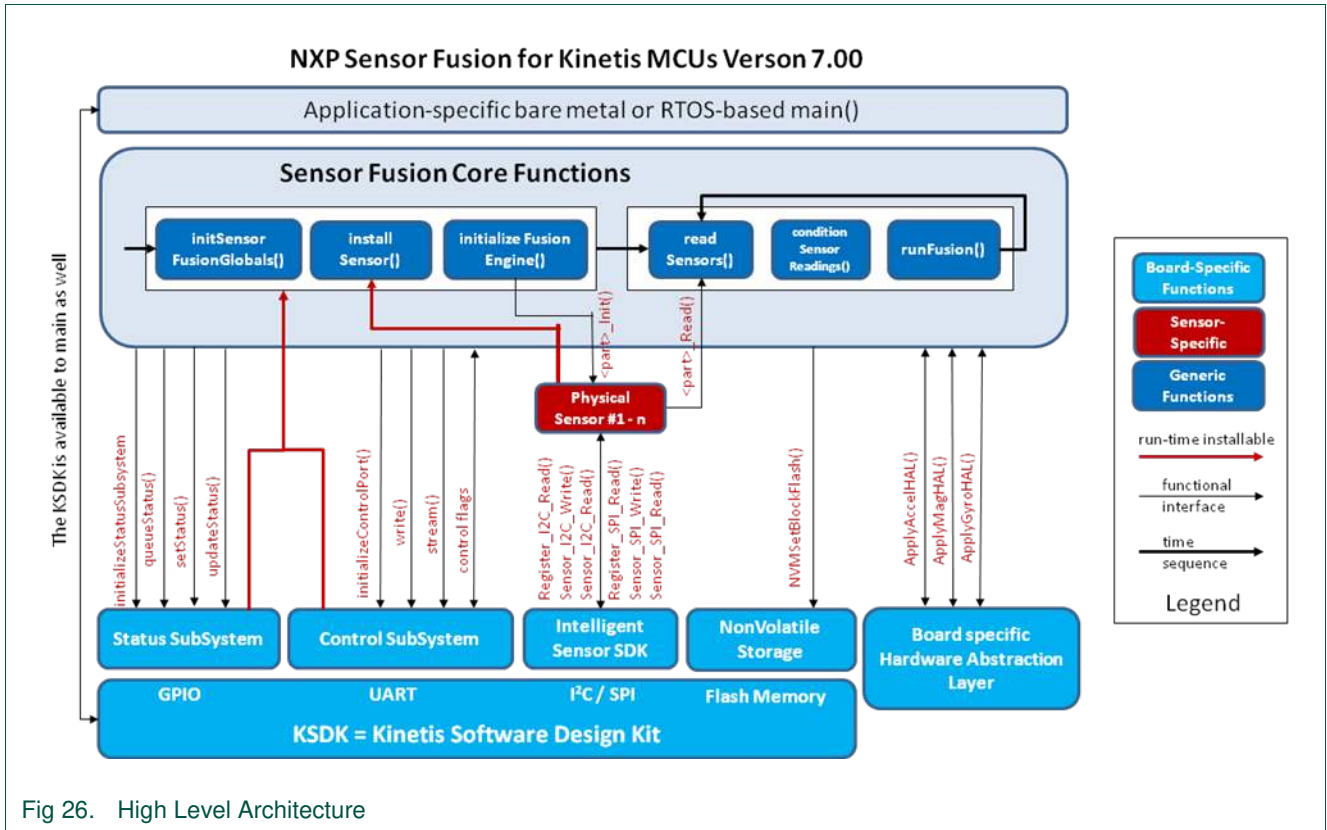 NXP Sensor Fusion for Kinetis MCUs Verson 7.00
Application-specific bare metal or RTOS-based main()
Sensor Fusion Core Functions
initSensor
FusionGlobals()
install
Sensor()
initialize Fusion
Engine()
read
Sensors()
condition
Sensor
Readings()
runFusion()
The KSDK is available to main as well
<part>_Init()
<part>_Read()
Physical
Sensor #1 - n
initializeStatusSubsystem
queueStatus()
setStatus()
updateStatus()
initializeControlPort()
write()
stream()
control flags
Register_I2C_Read()
Sensor_I2C_Write()
Sensor_I2C_Read()
Register_SPI_Read()
Sensor_SPI_Write()
Sensor_SPI_Read()
NVMSetBlockFlash()
ApplyAccelHAL()
ApplyMagHAL()
ApplyGyroHAL()
Status SubSystem
Control SubSystem
Intelligent
Sensor SDK
NonVolatile
Storage
Board specific
Hardware Abstraction
Layer
GPIO
UART
I²C / SPI
Flash Memory
KSDK = Kinetis Software Design Kit
Board-Specific
Functions
Sensor-
Specific
Generic
Functions
run-time installable
functional
interface
time
sequence
Legend
Fig 26. High Level Architecture